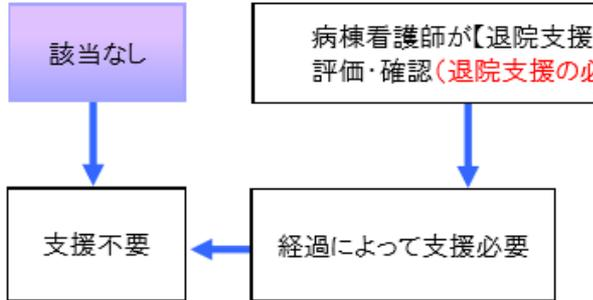 該当なし
病棟看護師が【退院支援
評価・確認(退院支援の必
支援不要
経過によって支援必要